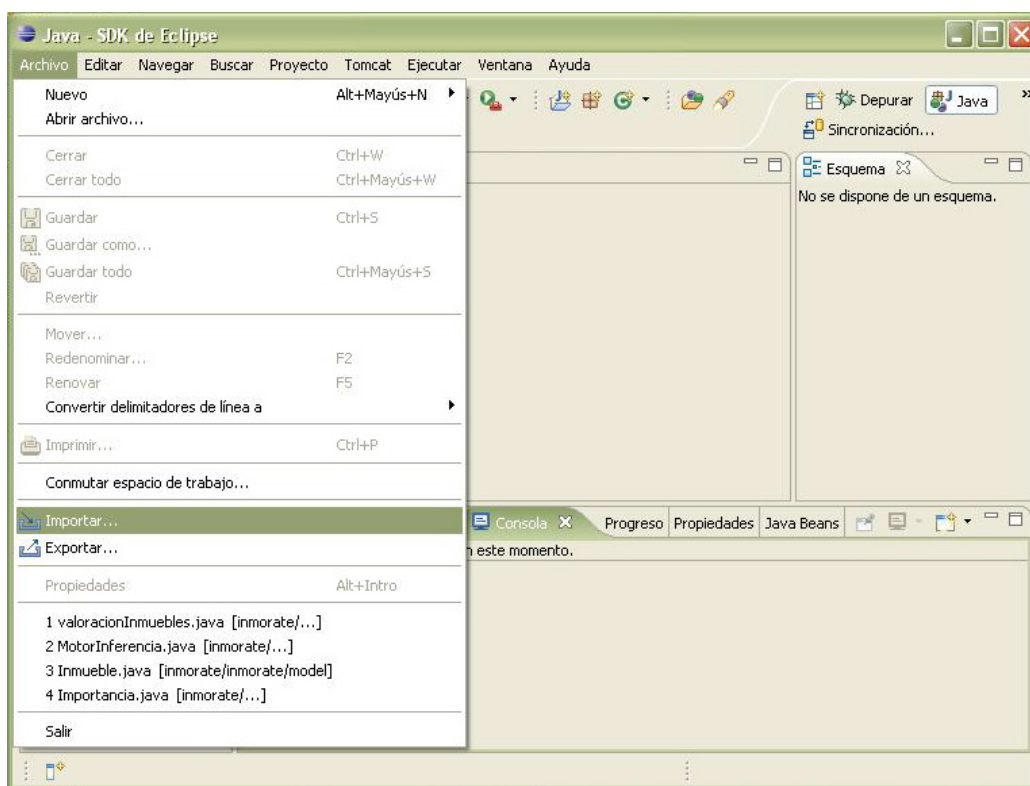 Java - SDK de Eclipse
Archivo Editar Navegar Buscar Proyecto Tomcat Ejecutar Ventana Ayuda
Nuevo Alt+Mayús+N
Abrir archivo...
Cerrar Ctrl+W
Cerrar todo Ctrl+Mayús+W
Guardar Ctrl+S
Guardar como...
Guardar todo Ctrl+Mayús+S
Revertir
Mover...
Redenominar... F2
Renovar F5
Convertir delimitadores de línea a
Imprimir... Ctrl+P
Conmutar espacio de trabajo...
Importar...
Exportar...
Propiedades Alt+Intro
1 valoracionInmuebles.java [inmorate/...]
2 MotorInferencia.java [inmorate/...]
3 Inmueble.java [inmorate/inmorate/model]
4 Importancia.java [inmorate/...]
Salir
Depurar Java »
Sincronización...
Esquema
No se dispone de un esquema.
Consola Progreso Propiedades Java Beans
este momento.